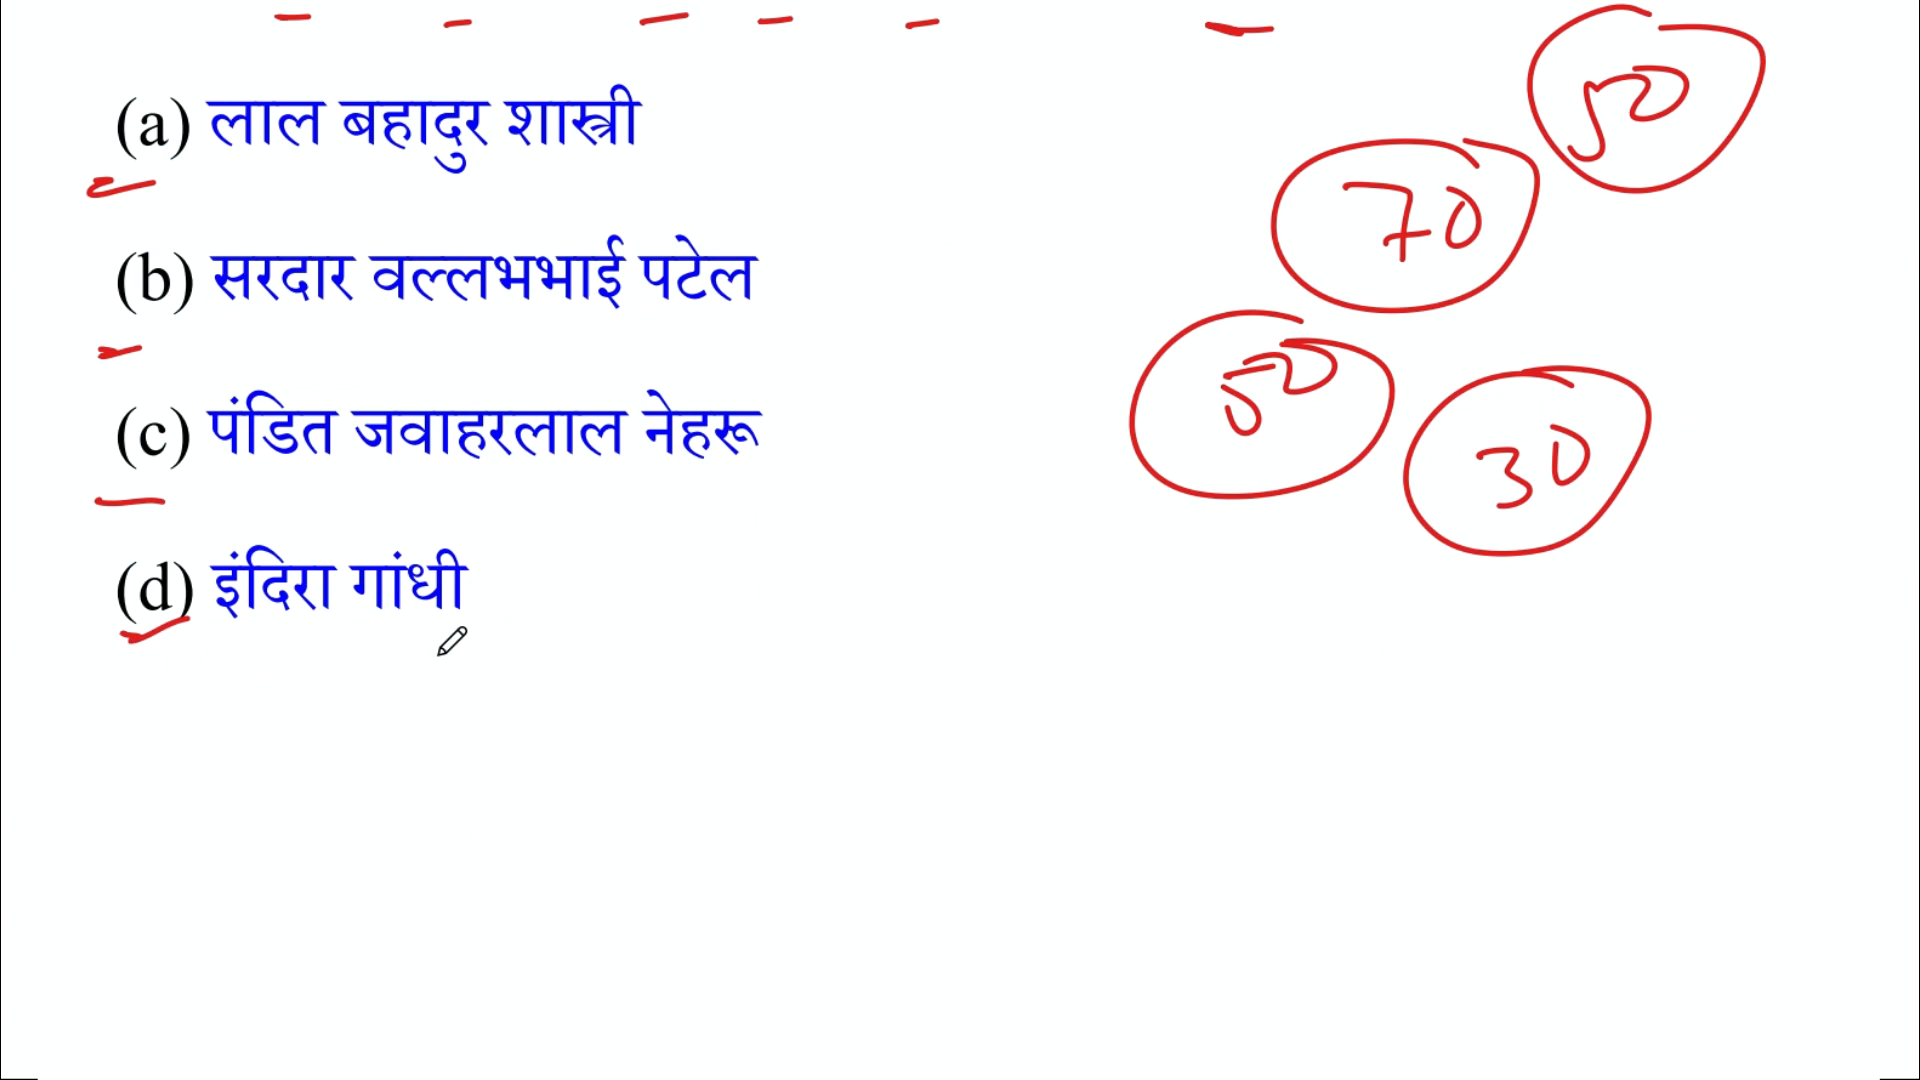 50
(a) लाल बहादुर शास्त्री
70
(b) सरदार वल्लभभाई पटेल
50
(c) पंडित जवाहरलाल नेहरू
30
(d) इंदिरा गांधी